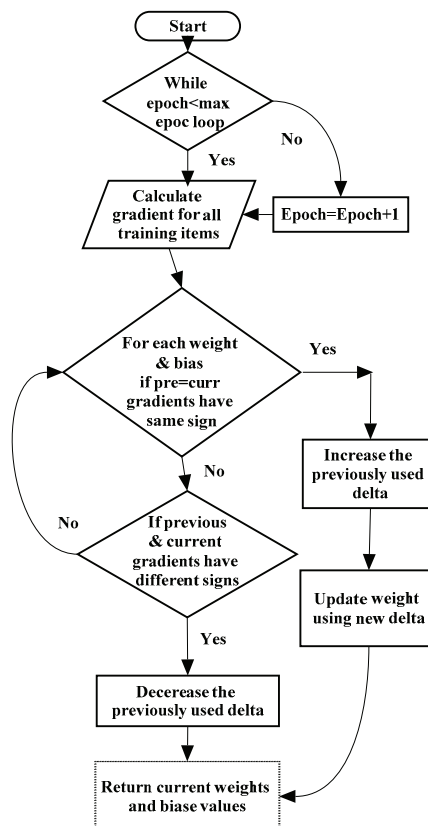 Start
While
epoch<max
epoc loop
No
Yes
Calculate
gradient for all
training items
Epoch=Epoch+1
For each weight
& bias
if pre=curr
gradients have
same sign
Yes
No
Increase the
previously used
delta
No
If previous
& current
gradients have
different signs
Update weight
using new delta
Yes
Decerease the
previously used delta
Return current weights
and biase values